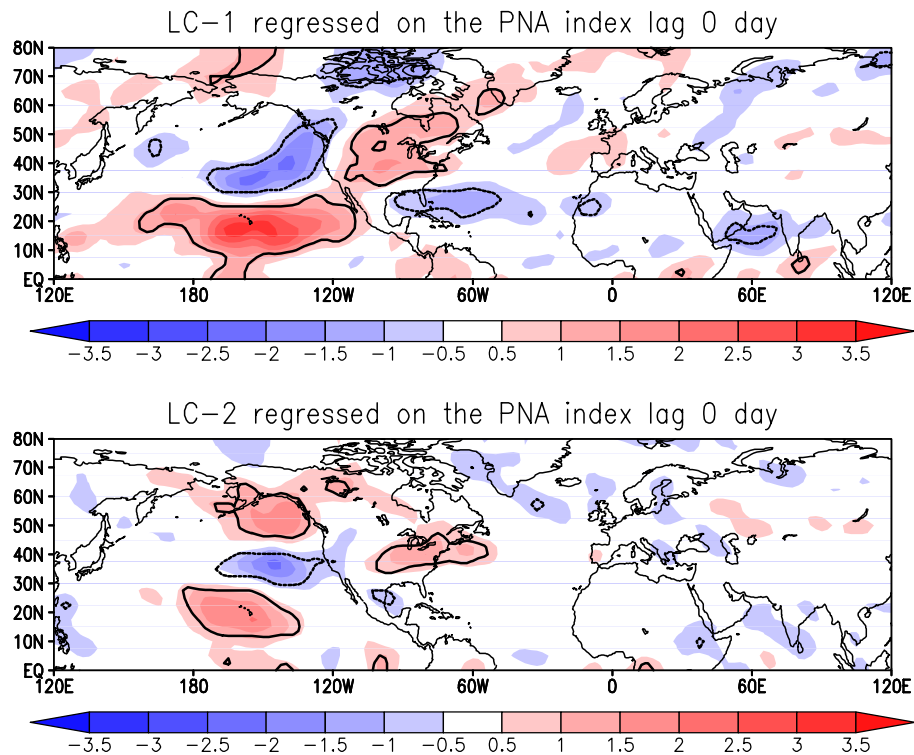 LC-1 regressed on the PNA index lag 0 day
80N
70N
60N
50N
40N
30N
20N
10N
EQ
120E 180 120W 60W 0 60E 120E
-3.5 -3 -2.5 -2 -1.5 -1 -0.5 0.5 1 1.5 2 2.5 3 3.5
LC-2 regressed on the PNA index lag 0 day
80N
70N
60N
50N
40N
30N
20N
10N
EQ
120E 180 120W 60W 0 60E 120E
-3.5 -3 -2.5 -2 -1.5 -1 -0.5 0.5 1 1.5 2 2.5 3 3.5